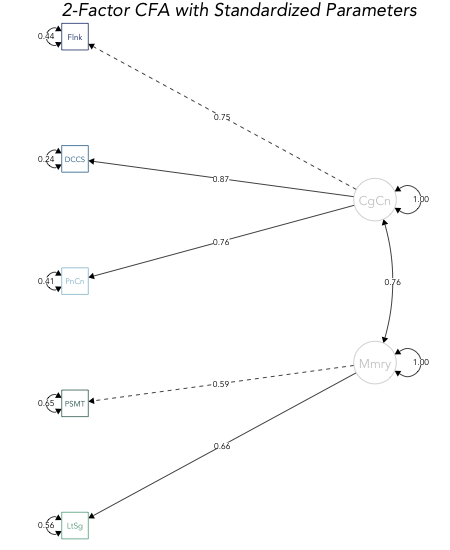 2-Factor CFA with Standardized Parameters
0.44
Flnk
0.75
0.24
DCCS
0.87
CgCn
1.00
0.76
0.41
PnCn
0.76
Mmry
1.00
0.59
0.65
PSMT
0.66
0.56
LtSg